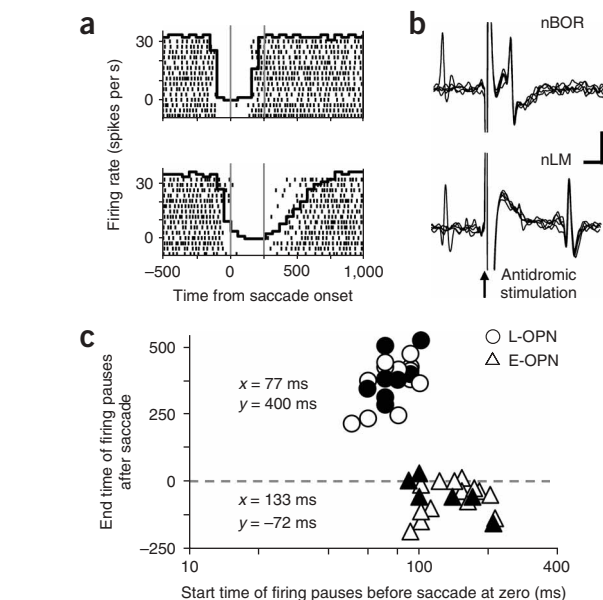 a
Firing rate (spikes per s)
30
0
30
0
–500 0 500 1,000
Time from saccade onset
b
nBOR
nLM
Antidromic
stimulation
c
End time of firing pauses
after saccade
500
250
0
–250
x = 77 ms
y = 400 ms
x = 133 ms
y = –72 ms
L-OPN
E-OPN
10 100 400
Start time of firing pauses before saccade at zero (ms)